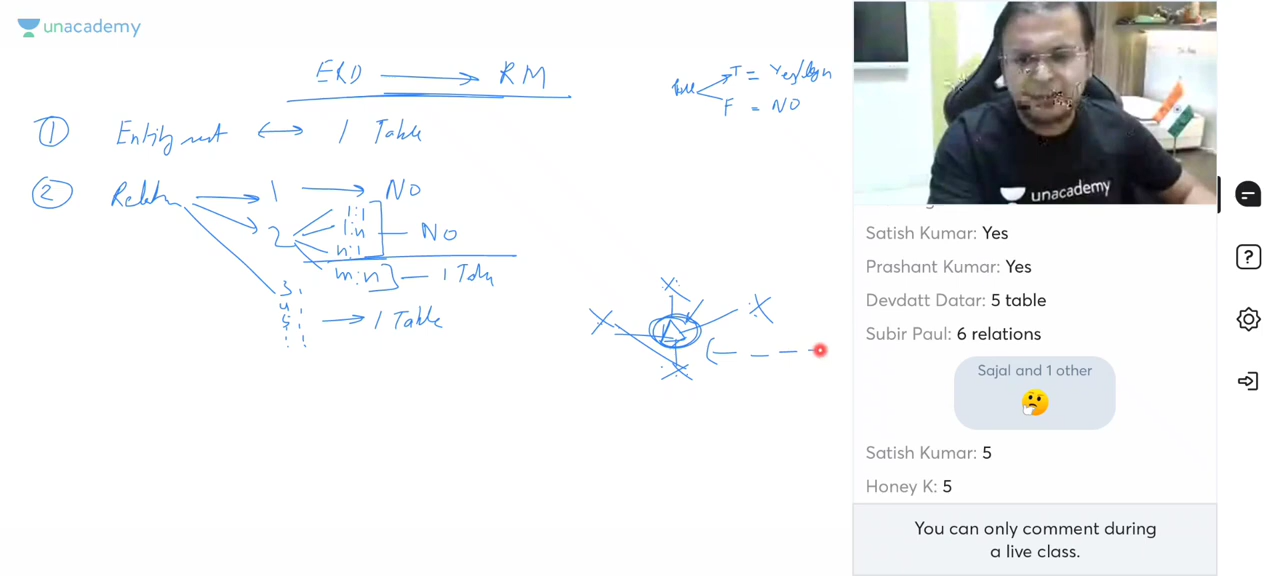 unacademy
ERD → RM
T = Yes/
F = NO
① Entity set ↔ 1 Table
② Relation → 1 → NO
2 1:1
1:n — NO
n:1
m:n — 1 Table
3
4
5 → 1 Table
unacademy
Satish Kumar: Yes
Prashant Kumar: Yes
Devdatt Datar: 5 table
Subir Paul: 6 relations
Sajal and 1 other
🤔
Satish Kumar: 5
Honey K: 5
You can only comment during
a live class.